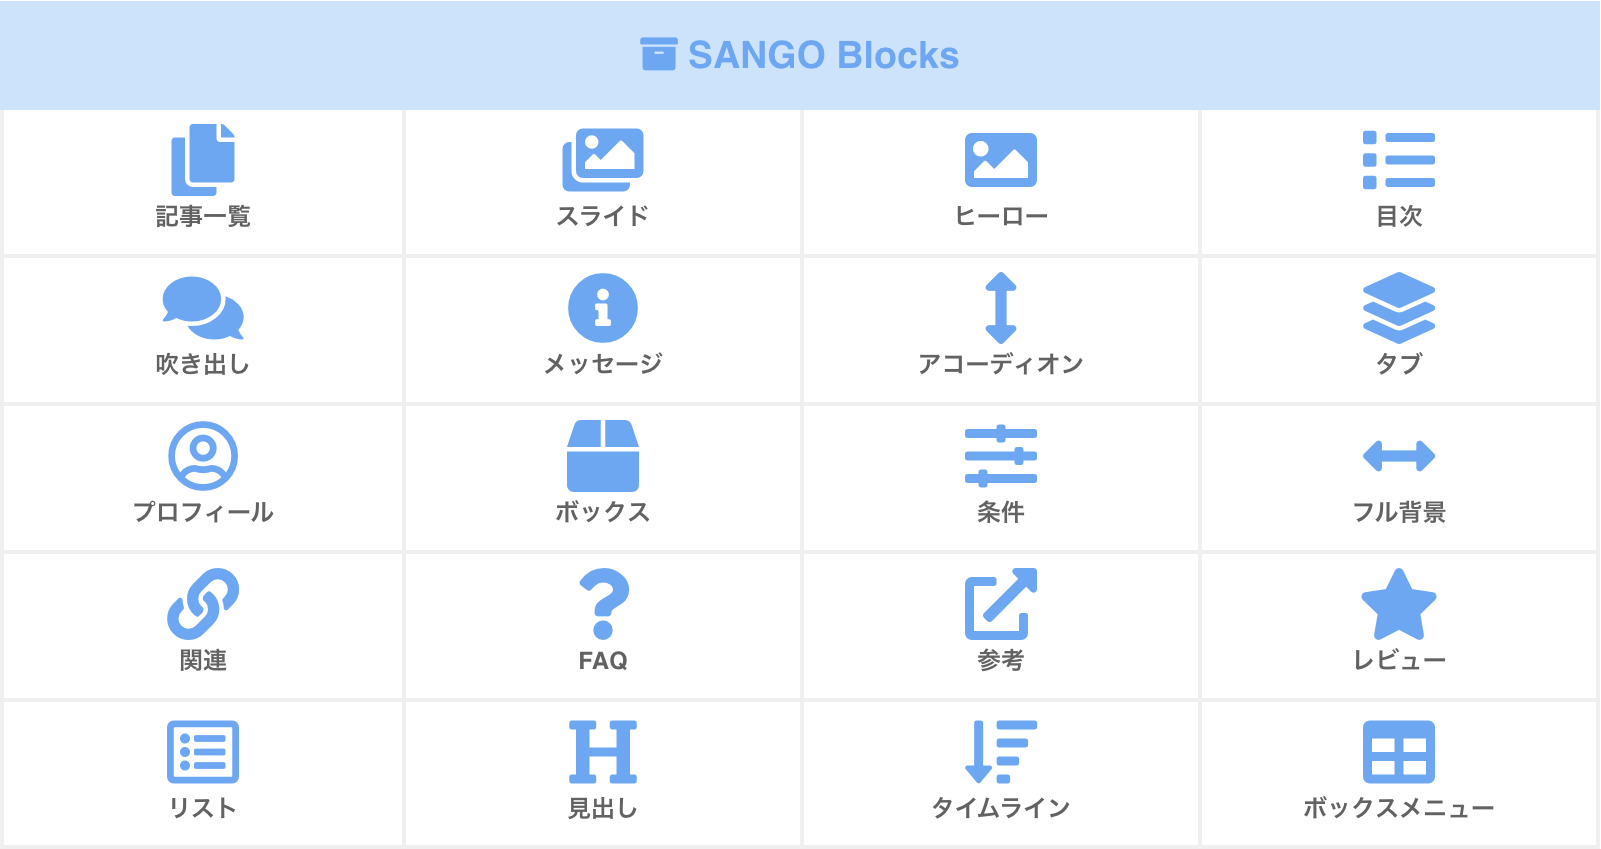 SANGO Blocks
記事一覧
スライド
ヒーロー
目次
吹き出し
メッセージ
アコーディオン
タブ
プロフィール
ボックス
条件
フル背景
関連
FAQ
参考
レビュー
リスト
見出し
タイムライン
ボックスメニュー